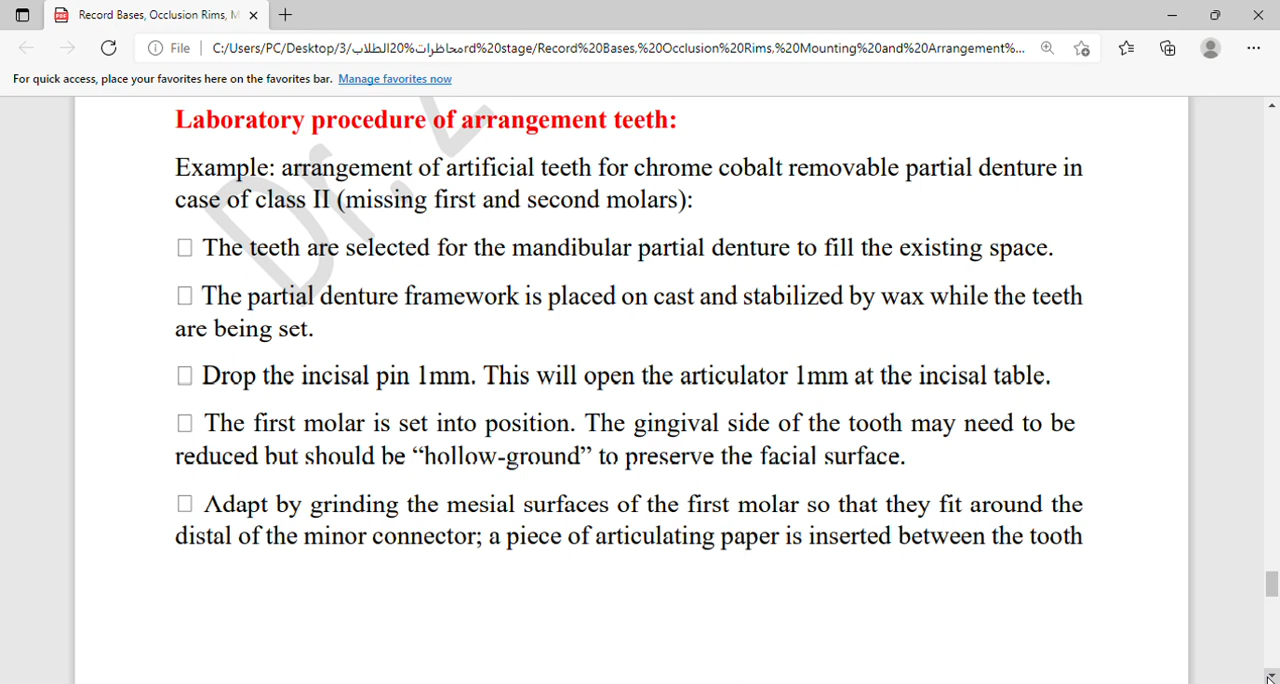 Record Bases, Occlusion Rims, M
File
C:/Users/PC/Desktop/3/محاظرات%20الطلابrd%20stage/Record%20Bases,%20Occlusion%20Rims,%20Mounting%20and%20Arrangement%...
For quick access, place your favorites here on the favorites bar. Manage favorites now
Laboratory procedure of arrangement teeth:
Example: arrangement of artificial teeth for chrome cobalt removable partial denture in
case of class II (missing first and second molars):
□ The teeth are selected for the mandibular partial denture to fill the existing space.
□ The partial denture framework is placed on cast and stabilized by wax while the teeth
are being set.
□ Drop the incisal pin 1mm. This will open the articulator 1mm at the incisal table.
□ The first molar is set into position. The gingival side of the tooth may need to be
reduced but should be “hollow-ground” to preserve the facial surface.
□ Adapt by grinding the mesial surfaces of the first molar so that they fit around the
distal of the minor connector; a piece of articulating paper is inserted between the tooth
Dr.